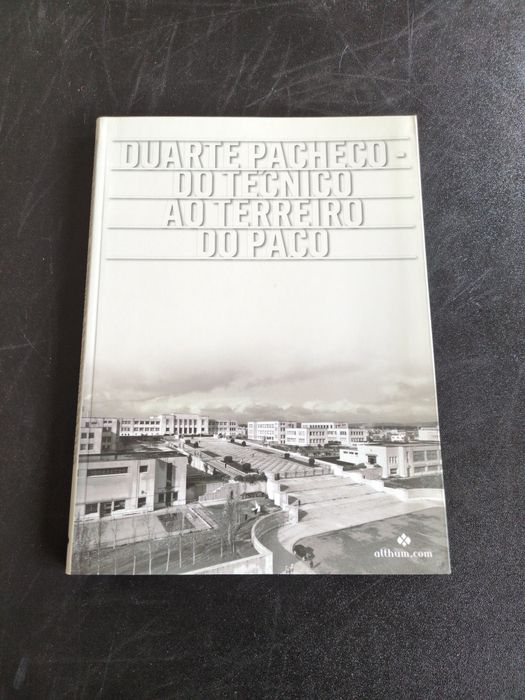 DUARTE PACHECO -
DO TÉCNICO
AO TERREIRO
DO PAÇO
althum.com